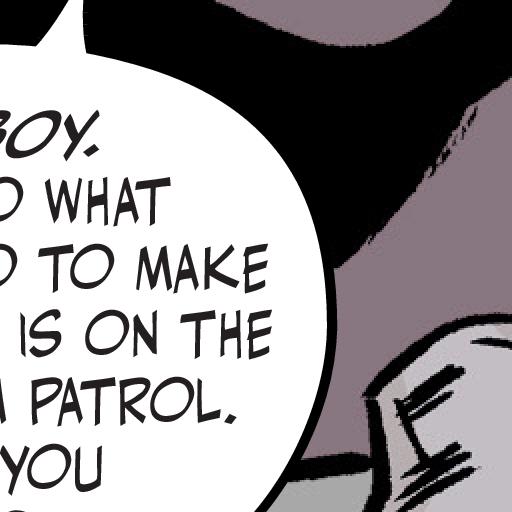 BOY.
WHAT
TO MAKE
IS ON THE
PATROL.
YOU